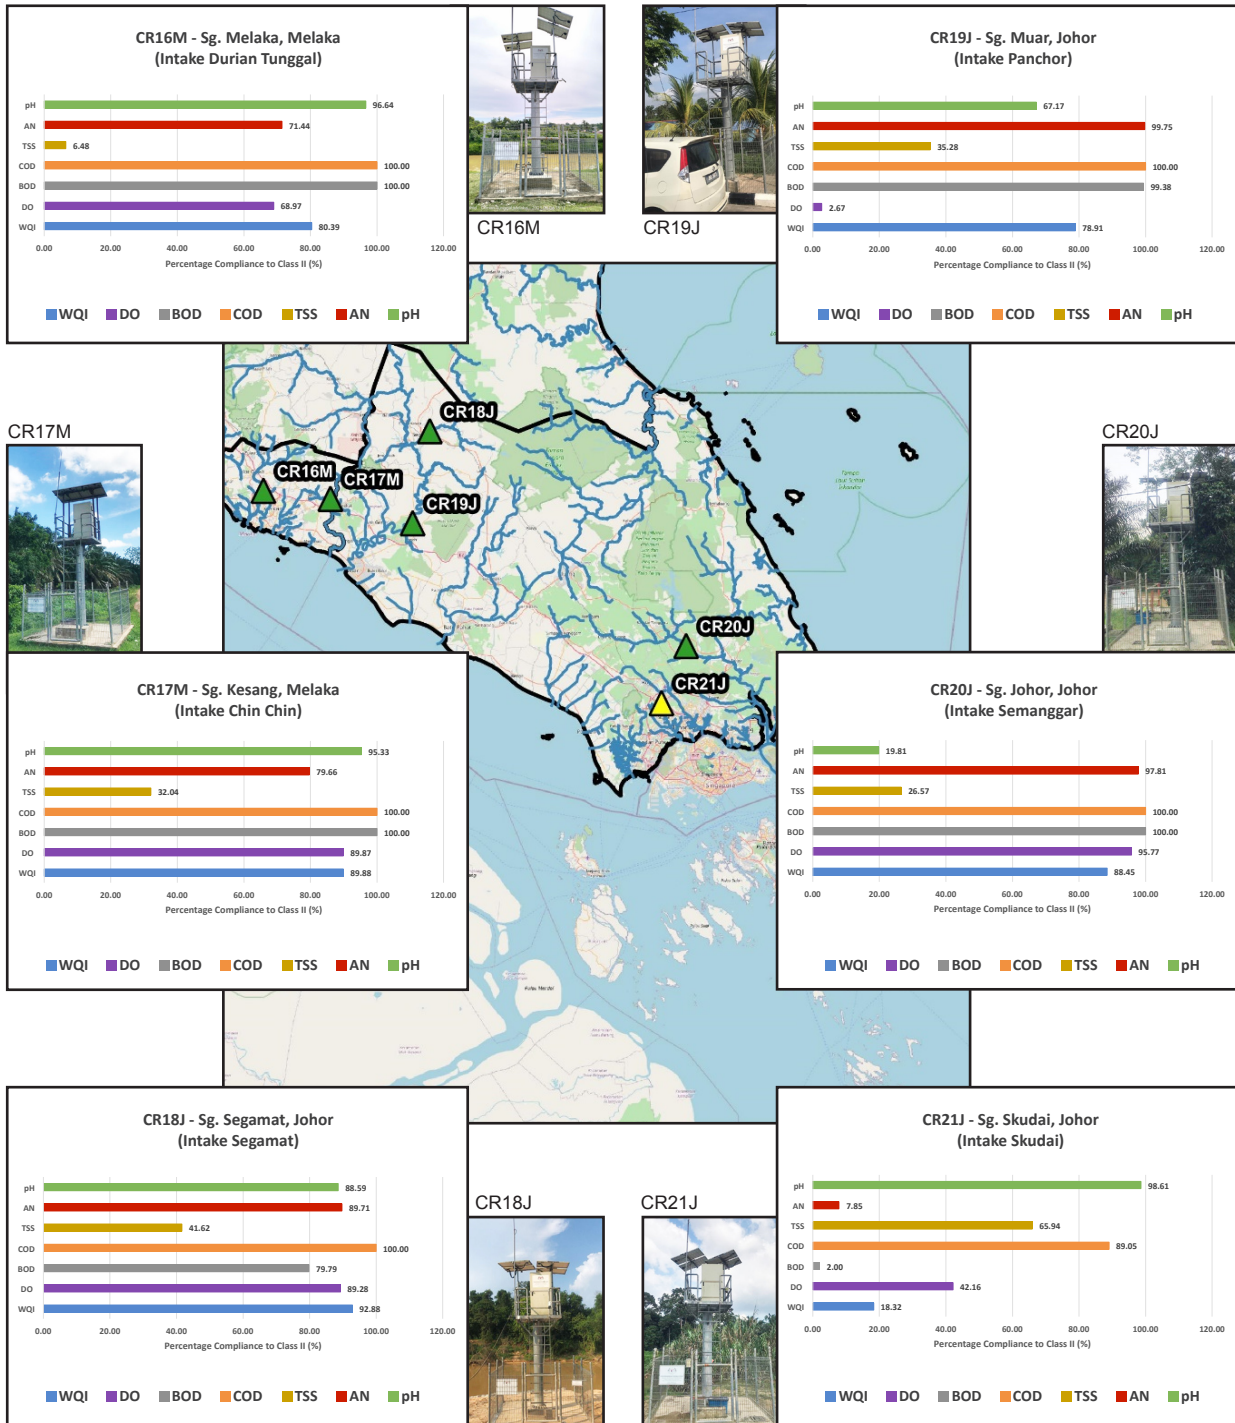 CR16M - Sg. Melaka, Melaka
(Intake Durian Tunggal)
pH 96.64
AN 71.44
TSS 6.48
COD 100.00
BOD 100.00
DO 68.97
WQI 80.39
0.00 20.00 40.00 60.00 80.00 100.00 120.00
Percentage Compliance to Class II (%)
WQI DO BOD COD TSS AN pH
CR16M
CR19J
CR19J - Sg. Muar, Johor
(Intake Panchor)
pH 67.17
AN 99.75
TSS 35.28
COD 100.00
BOD 99.38
DO 2.67
WQI 78.91
0.00 20.00 40.00 60.00 80.00 100.00 120.00
Percentage Compliance to Class II (%)
WQI DO BOD COD TSS AN pH
CR17M
CR18J
CR16M
CR17M
CR19J
CR20J
CR21J
CR20J
CR17M - Sg. Kesang, Melaka
(Intake Chin Chin)
pH 95.33
AN 79.66
TSS 32.04
COD 100.00
BOD 100.00
DO 89.87
WQI 89.88
0.00 20.00 40.00 60.00 80.00 100.00 120.00
Percentage Compliance to Class II (%)
WQI DO BOD COD TSS AN pH
CR20J - Sg. Johor, Johor
(Intake Semanggar)
pH 19.81
AN 97.81
TSS 26.57
COD 100.00
BOD 100.00
DO 95.77
WQI 88.45
0.00 20.00 40.00 60.00 80.00 100.00 120.00
Percentage Compliance to Class II (%)
WQI DO BOD COD TSS AN pH
CR18J - Sg. Segamat, Johor
(Intake Segamat)
pH 88.59
AN 89.71
TSS 41.62
COD 100.00
BOD 79.79
DO 89.28
WQI 92.88
0.00 20.00 40.00 60.00 80.00 100.00 120.00
Percentage Compliance to Class II (%)
WQI DO BOD COD TSS AN pH
CR18J
CR21J
CR21J - Sg. Skudai, Johor
(Intake Skudai)
pH 98.61
AN 7.85
TSS 65.94
COD 89.05
BOD 2.00
DO 42.16
WQI 18.32
0.00 20.00 40.00 60.00 80.00 100.00 120.00
Percentage Compliance to Class II (%)
WQI DO BOD COD TSS AN pH